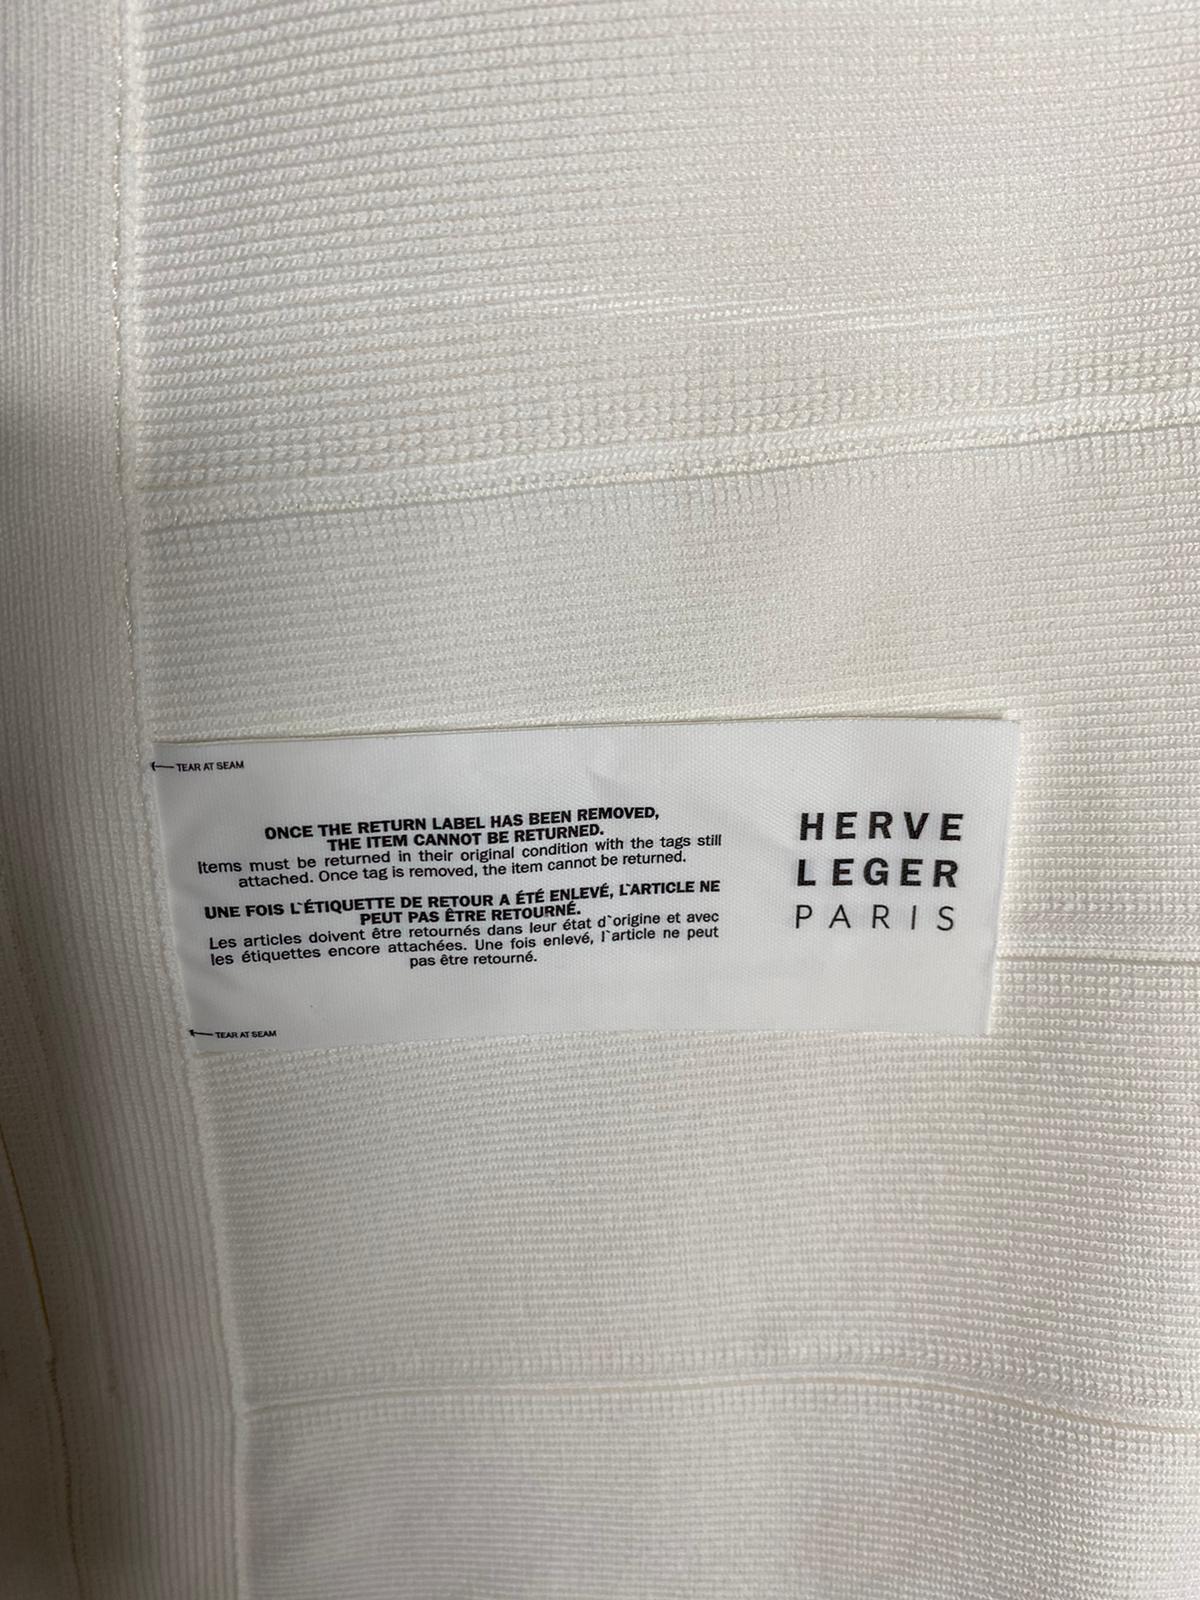 ←TEAR AT SEAM
ONCE THE RETURN LABEL HAS BEEN REMOVED,
THE ITEM CANNOT BE RETURNED.
Items must be returned in their original condition with the tags still
attached. Once tag is removed, the item cannot be returned.
UNE FOIS L`ÉTIQUETTE DE RETOUR A ÉTÉ ENLEVÉ, L`ARTICLE NE
PEUT PAS ÊTRE RETOURNÉ.
Les articles doivent être retournés dans leur état d`origine et avec
les étiquettes encore attachées. Une fois enlevé, l`article ne peut
pas être retourné.
←TEAR AT SEAM
HERVE
LEGER
PARIS